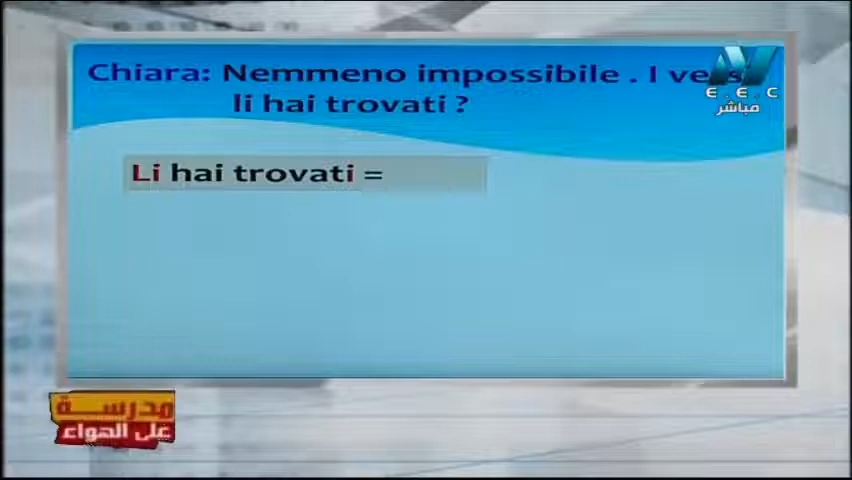 Chiara: Nemmeno impossibile . I
li hai trovati ?
E . E . C
مباشر
Li hai trovati =
مدرسة
على الهواء